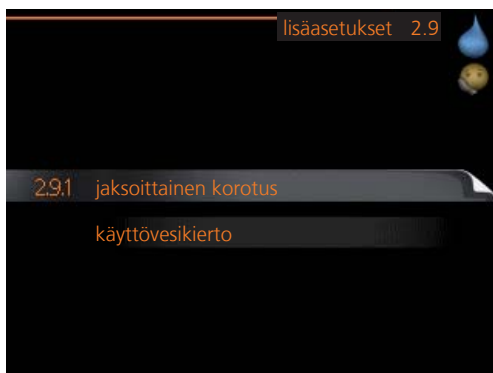 lisäasetukset 2.9
2.9.1 jaksoittainen korotus
käyttövesikierto